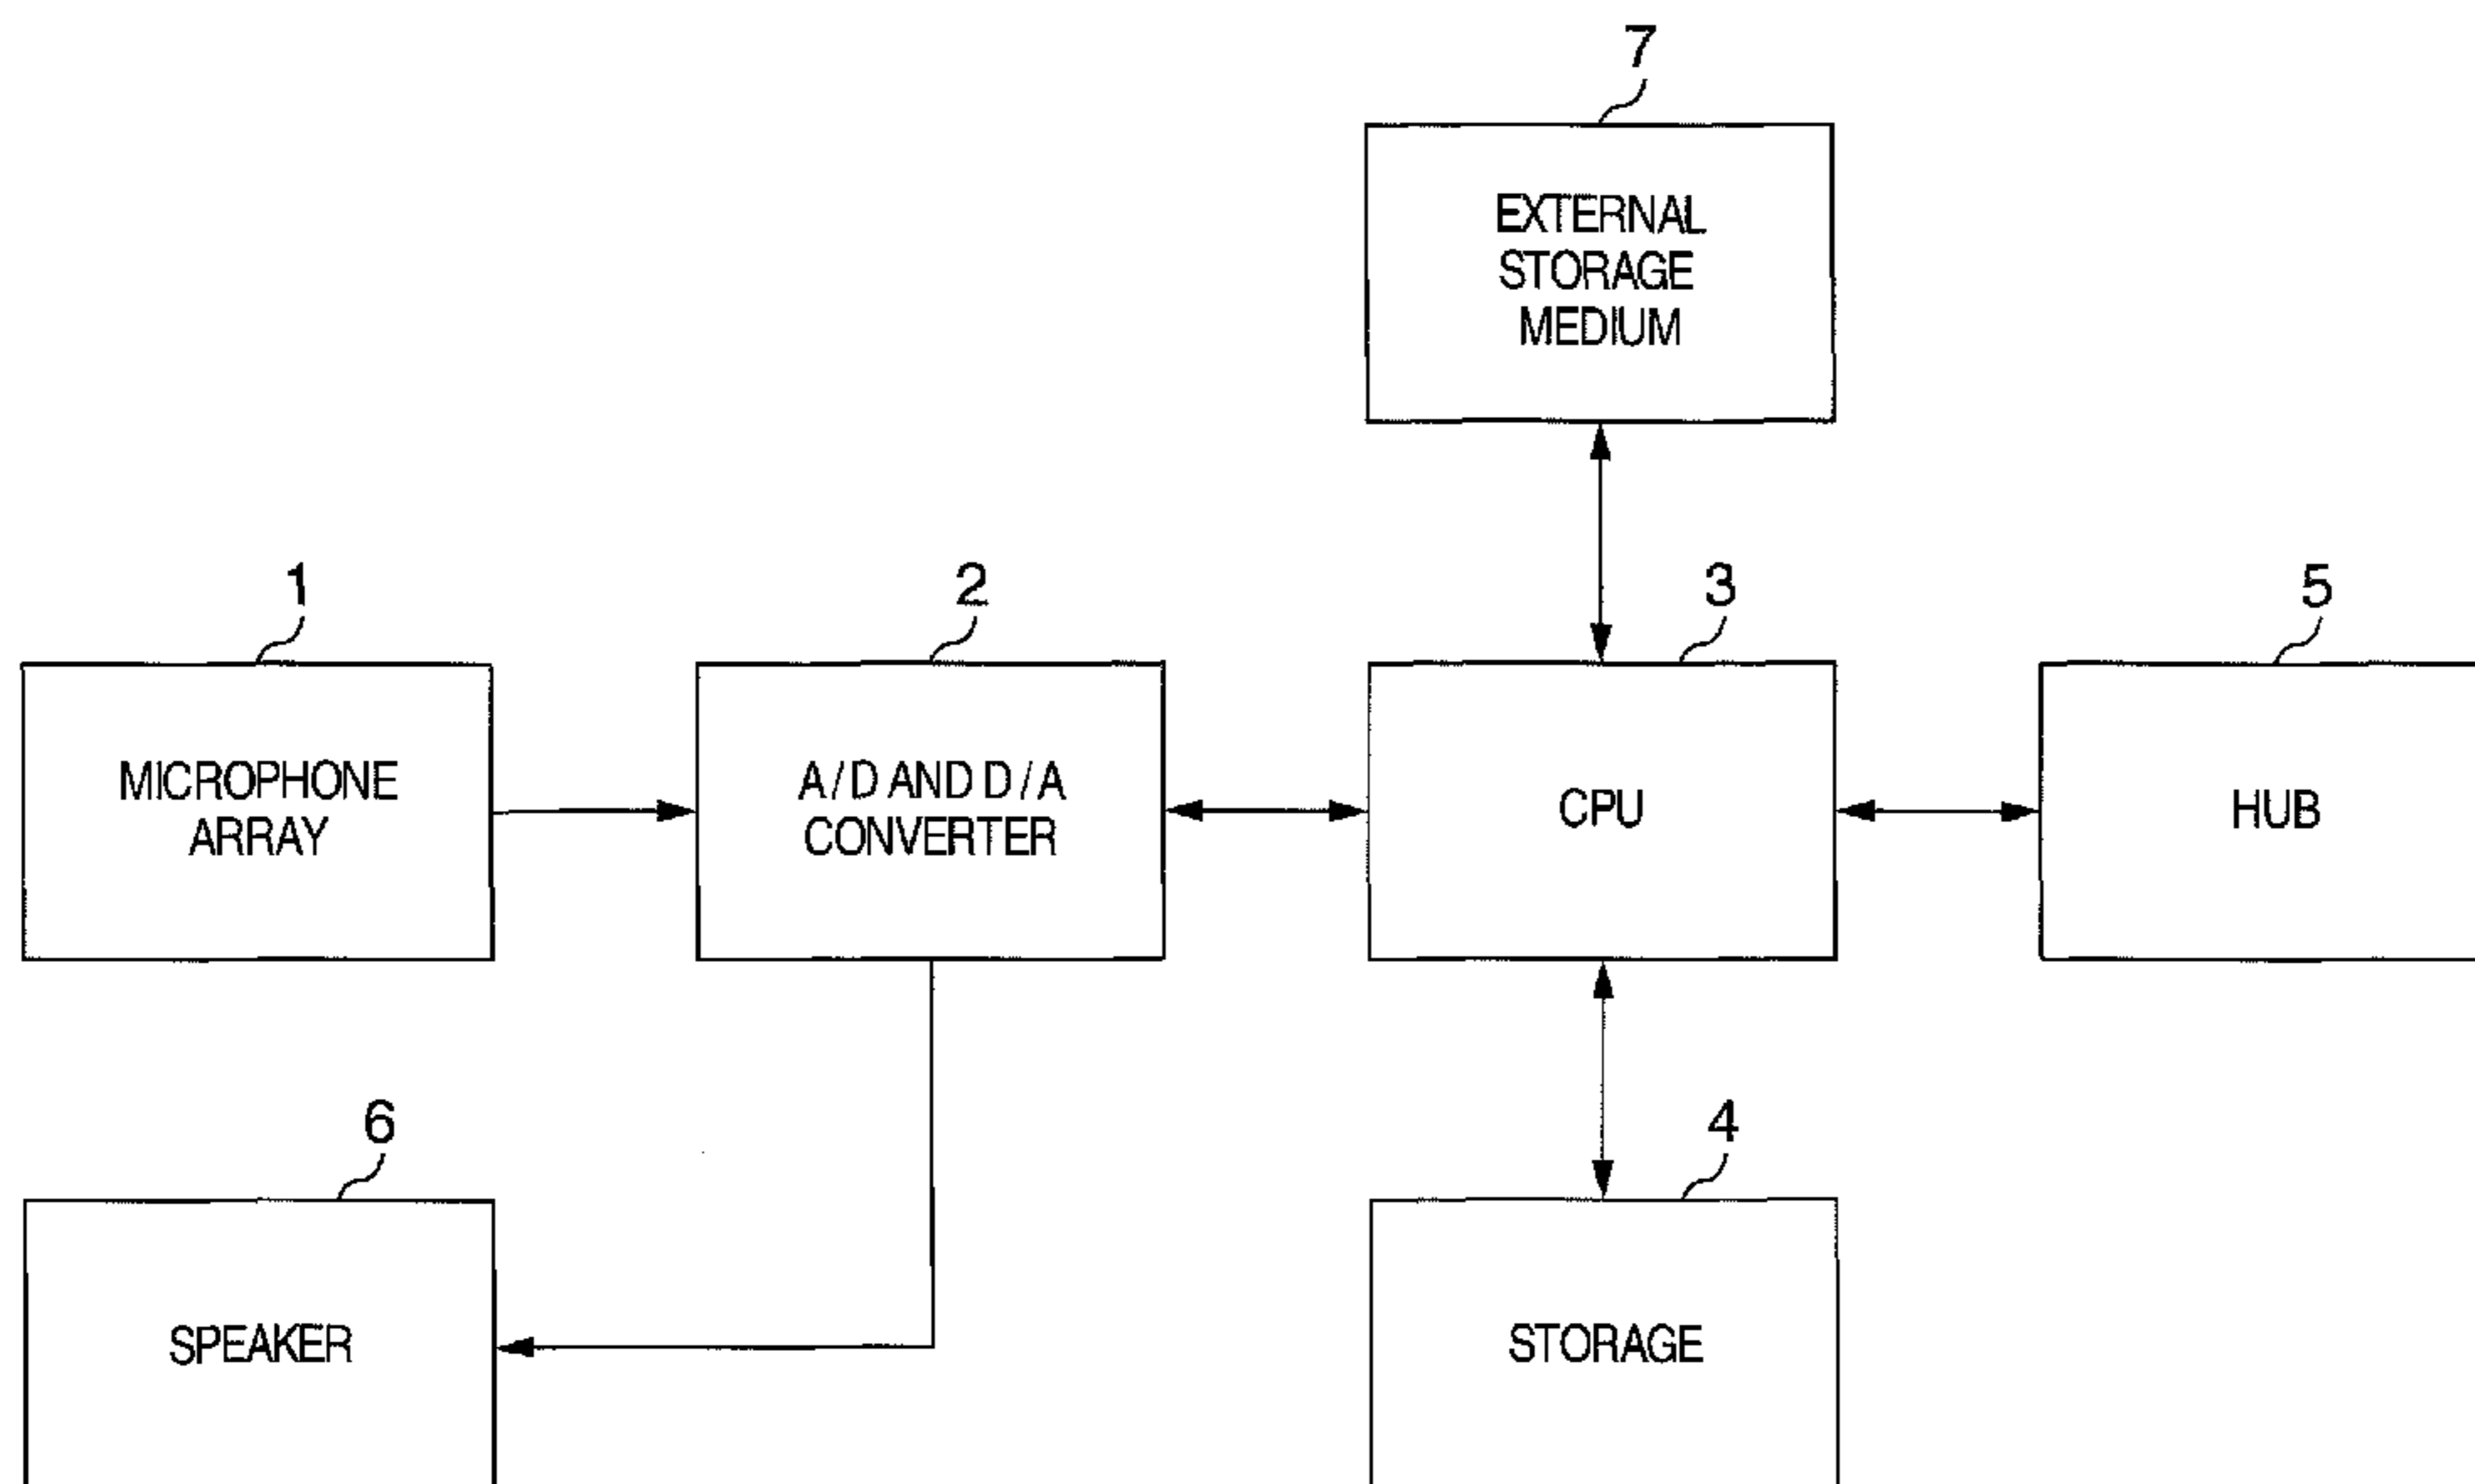 7
EXTERNAL
STORAGE
MEDIUM
1
2
3
5
MICROPHONE
ARRAY
A/D AND D/A
CONVERTER
CPU
HUB
6
4
SPEAKER
STORAGE